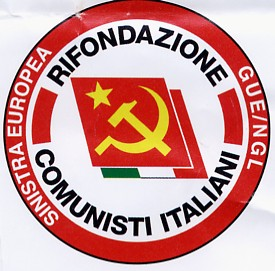 RIFONDAZIONE
COMUNISTI ITALIANI
SINISTRA EUROPEA
GUE/NGL